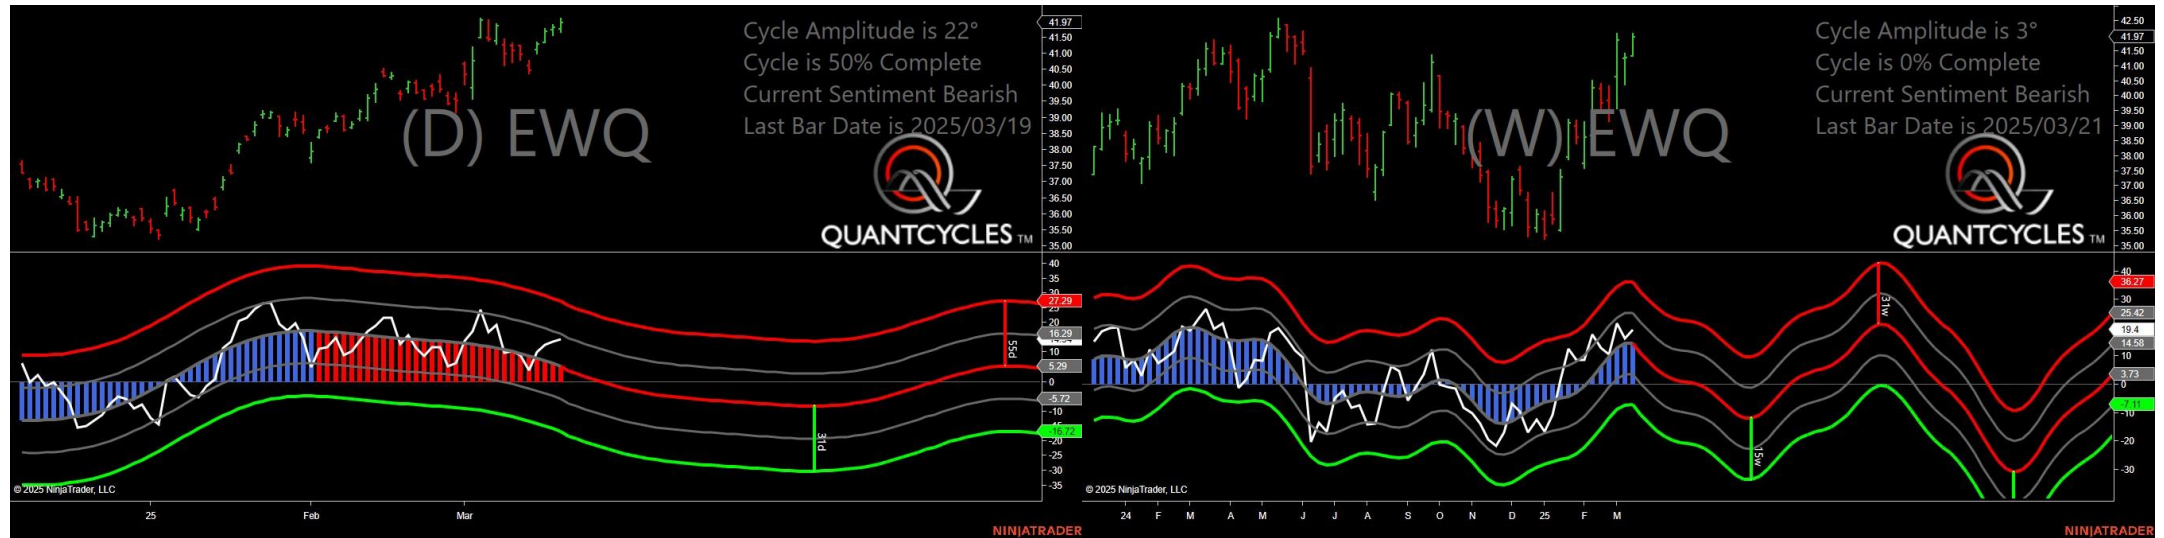 Cycle Amplitude is 22°
Cycle is 50% Complete
Current Sentiment Bearish
Last Bar Date is 2025/03/19
(D) EWQ
QUANTCYCLES TM
41.97
41.50
41.00
40.50
40.00
39.50
39.00
38.50
38.00
37.50
37.00
36.50
36.00
35.50
35.00
40
35
30
27.29
20
16.29
10
5.29
0
-5.72
-10
-16.72
-25
-30
-35
55d
31d
© 2025 NinjaTrader, LLC
25 Feb Mar
NINJATRADER
Cycle Amplitude is 3°
Cycle is 0% Complete
Current Sentiment Bearish
Last Bar Date is 2025/03/21
(W) EWQ
QUANTCYCLES TM
42.50
41.97
41.50
41.00
40.50
40.00
39.50
39.00
38.50
38.00
37.50
37.00
36.50
36.00
35.50
35.00
40
36.27
30
25.42
19.4
14.58
10
3.73
0
-7.11
-10
-20
-30
31w
15w
© 2025 NinjaTrader, LLC
24 F M A M J J A S O N D 25 F M
NINJATRADER